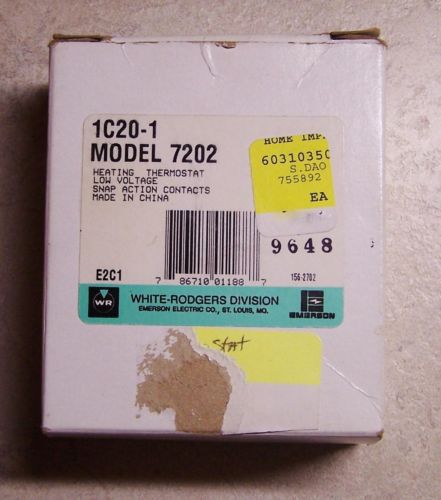 1C20-1
MODEL 7202
HEATING THERMOSTAT
LOW VOLTAGE
SNAP ACTION CONTACTS
MADE IN CHINA
HOME IMP
6031035
S.DAO
755892
EA
9648
E2C1
7 86710 01188 7
156-2702
WR
WHITE-RODGERS DIVISION
EMERSON ELECTRIC CO., ST. LOUIS, MO.
EMERSON
stat